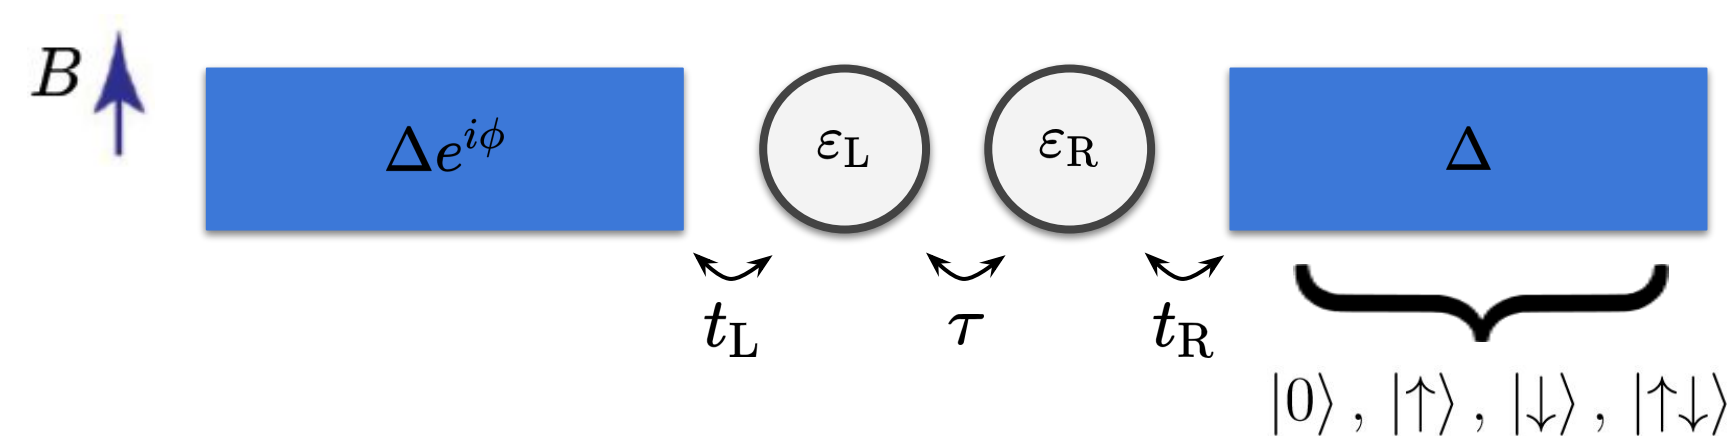 B
Δe^{iϕ}
ε_L
ε_R
Δ
t_L
τ
t_R
|0⟩, |↑⟩, |↓⟩, |↑↓⟩